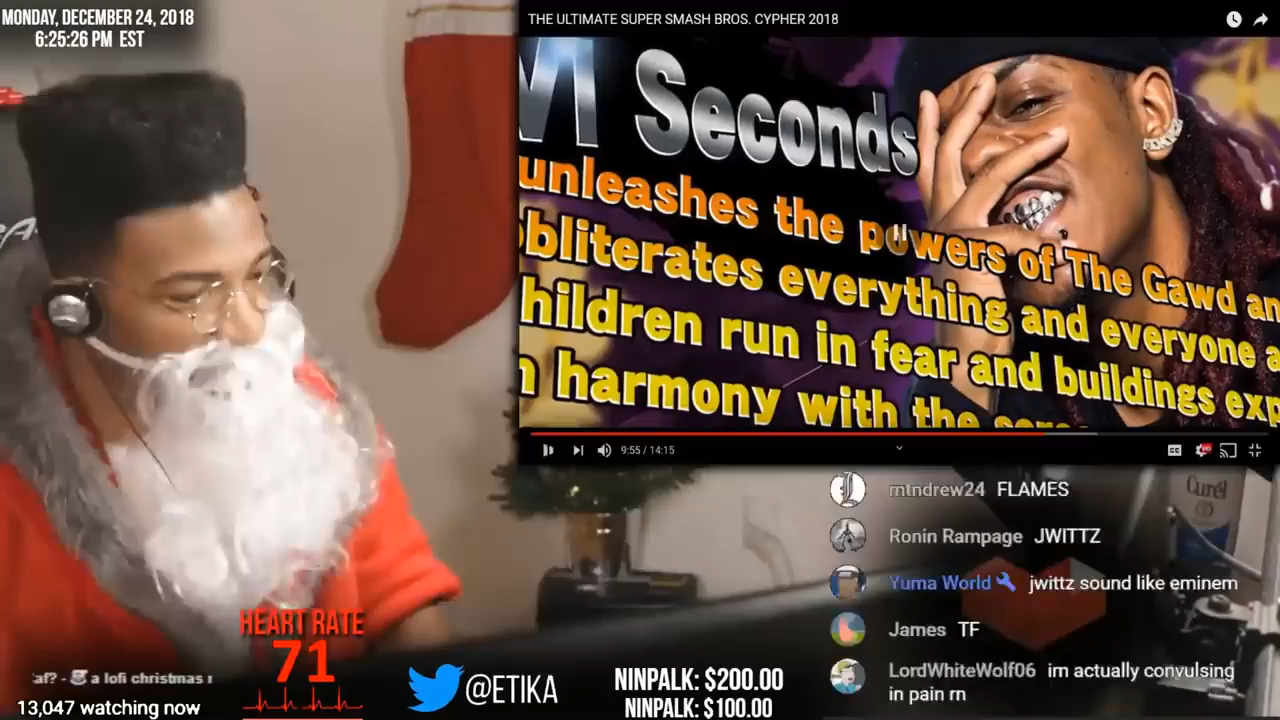 MONDAY, DECEMBER 24, 2018
6:25:26 PM EST
THE ULTIMATE SUPER SMASH BROS. CYPHER 2018
VI Seconds
unleashes the powers of The Gawd an
obliterates everything and everyone a
hildren run in fear and buildings exp
n harmony with the
9:55 / 14:15
mtndrew24 FLAMES
Curél
Ronin Rampage JWITTZ
Yuma World jwittz sound like eminem
James TF
LordWhiteWolf06 im actually convulsing
in pain rn
HEART RATE
71
af? - a lofi christmas
13,047 watching now
@ETIKA
NINPALK: $200.00
NINPALK: $100.00